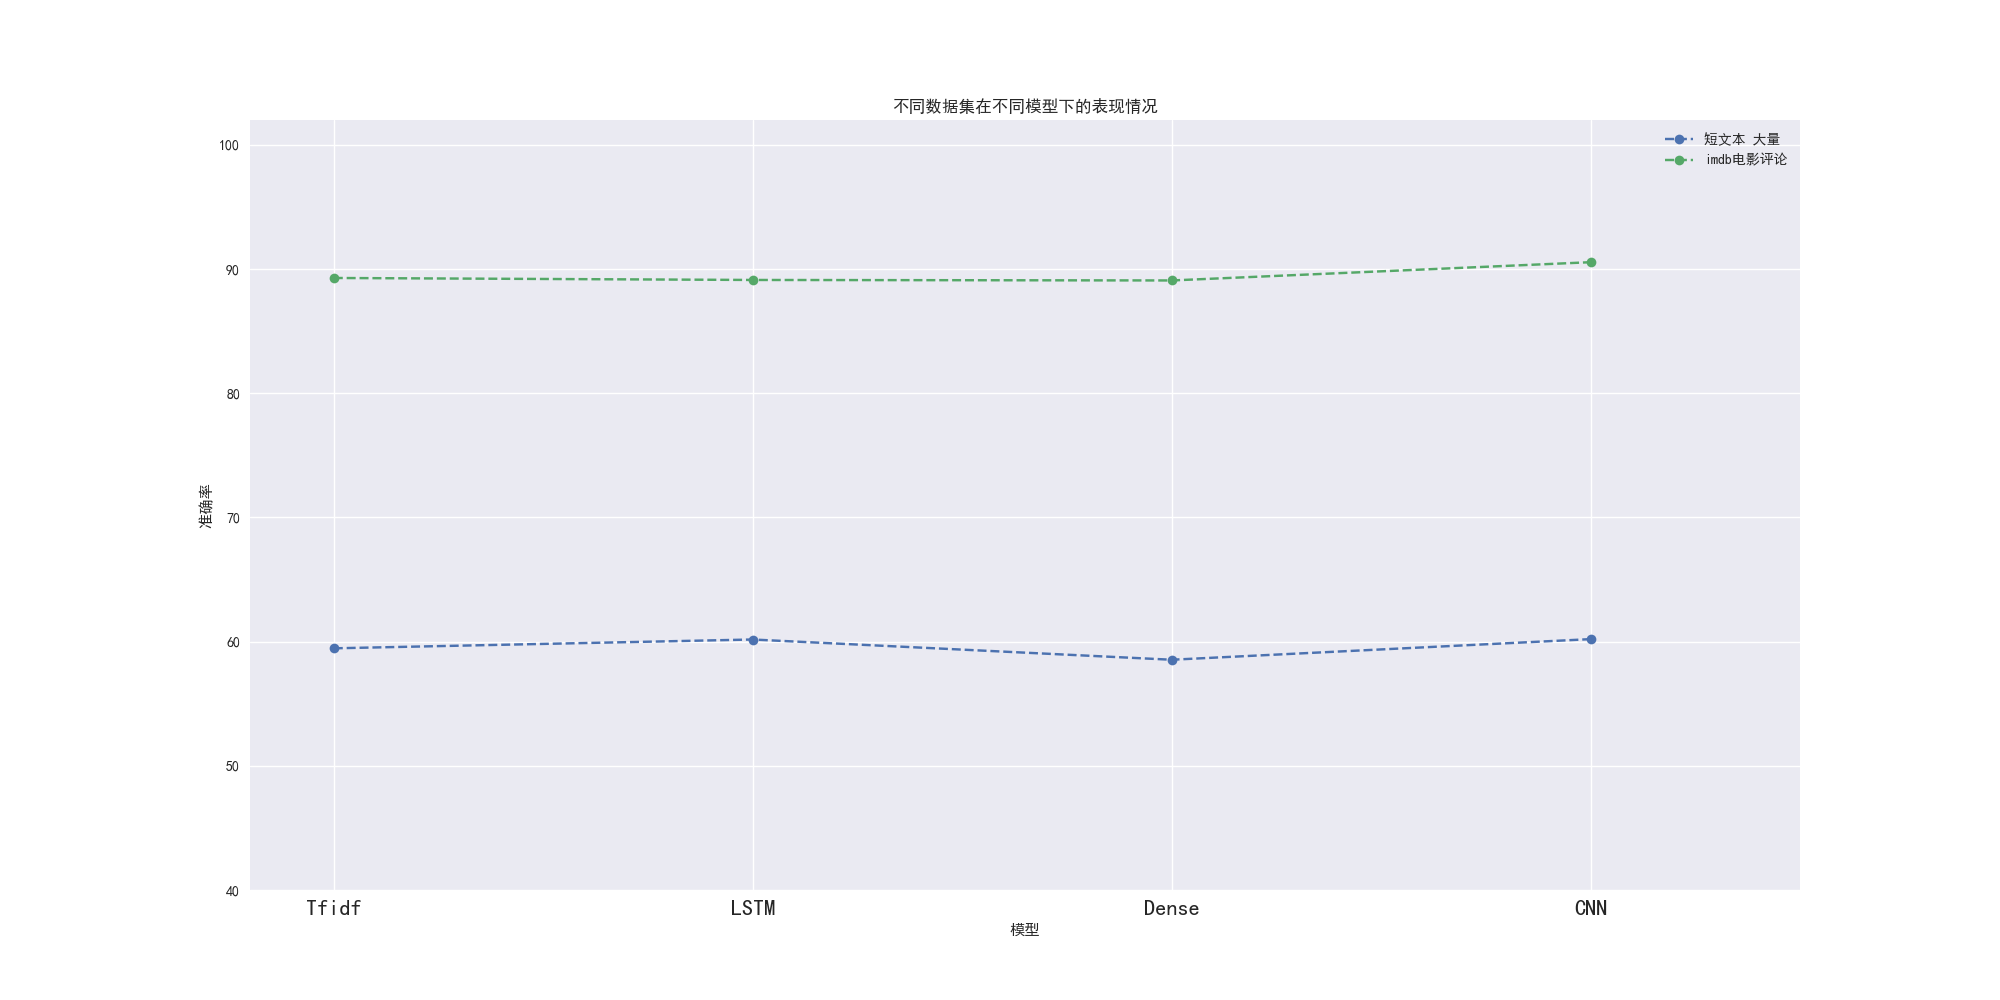 不同数据集在不同模型下的表现情况
短文本 大量
imdb电影评论
100
90
80
70
60
50
40
准确率
Tfidf
LSTM
Dense
CNN
模型